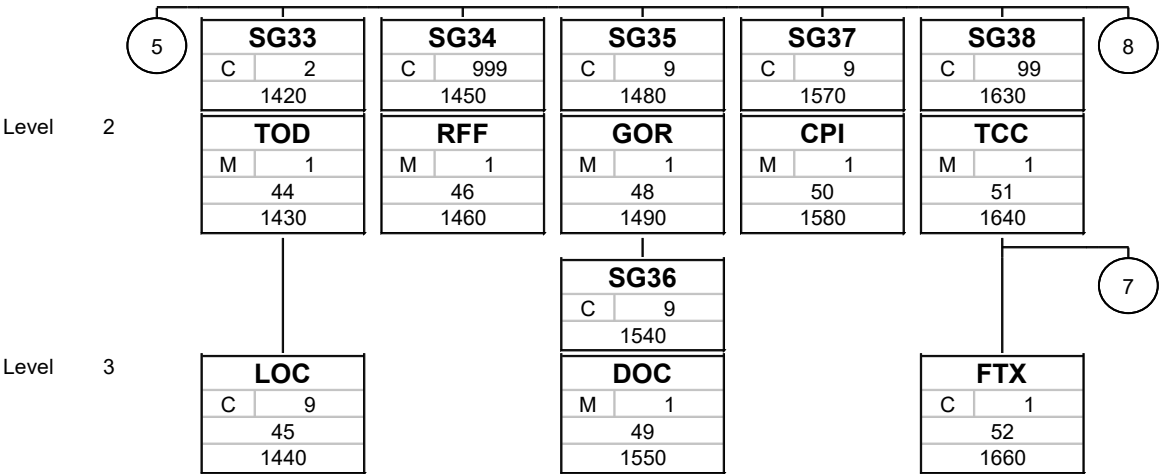 5 SG33 SG34 SG35 SG37 SG38 8
C 2 C 999 C 9 C 9 C 99
1420 1450 1480 1570 1630
Level 2 TOD RFF GOR CPI TCC
M 1 M 1 M 1 M 1 M 1
44 46 48 50 51
1430 1460 1490 1580 1640
SG36 7
C 9
1540
Level 3 LOC DOC FTX
C 9 M 1 C 1
45 49 52
1440 1550 1660